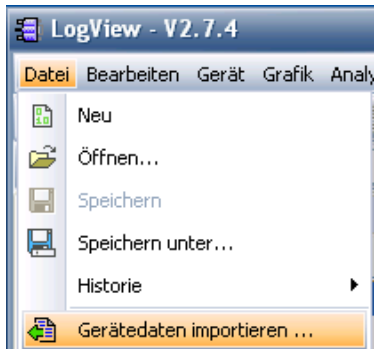 LogView - V2.7.4
Datei Bearbeiten Gerät Grafik Analy
Neu
Öffnen...
Speichern
Speichern unter...
Historie
Gerätedaten importieren ...